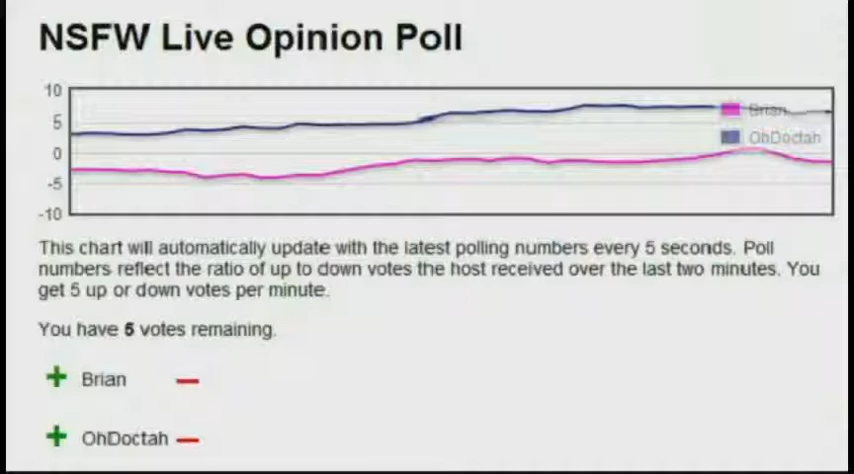 NSFW Live Opinion Poll
10
5
0
-5
-10
Brian
OhDoctah
This chart will automatically update with the latest polling numbers every 5 seconds. Poll
numbers reflect the ratio of up to down votes the host received over the last two minutes. You
get 5 up or down votes per minute.
You have 5 votes remaining.
+ Brian –
+ OhDoctah –